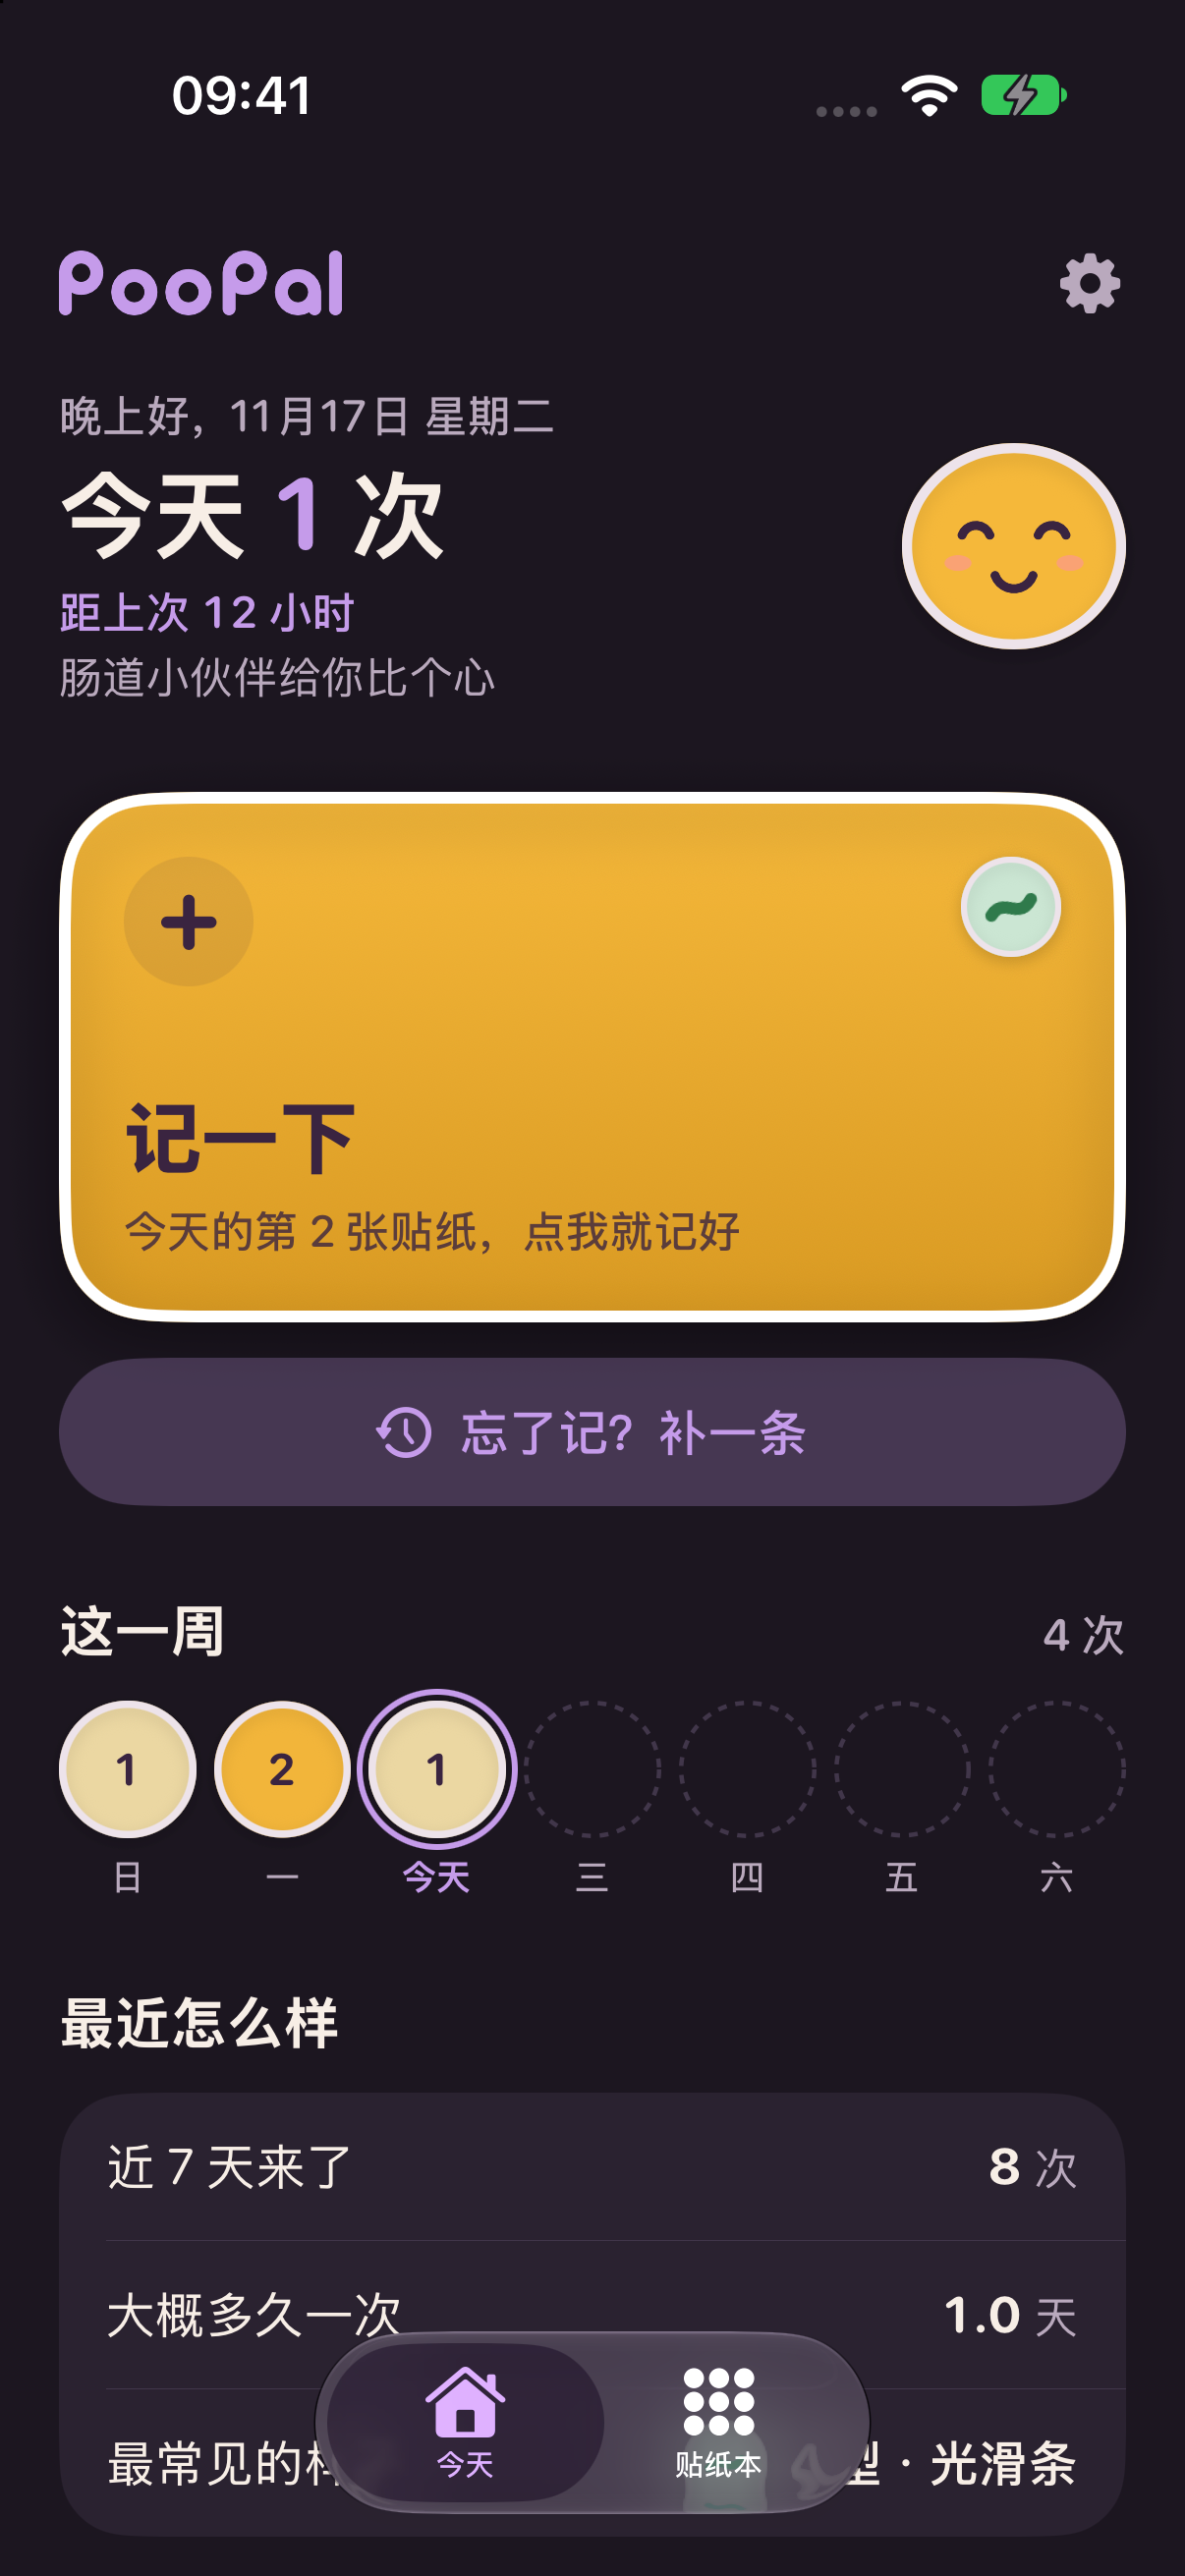 09:41
PooPal
晚上好，11月17日 星期二
今天 1 次
距上次 12 小时
肠道小伙伴给你比个心
记一下
今天的第 2 张贴纸，点我就记好
忘了记？补一条
这一周
4 次
1 2 1
日 一 今天 三 四 五 六
最近怎么样
近 7 天来了 8 次
大概多久一次 1.0 天
最常见的 型 · 光滑条
今天 贴纸本